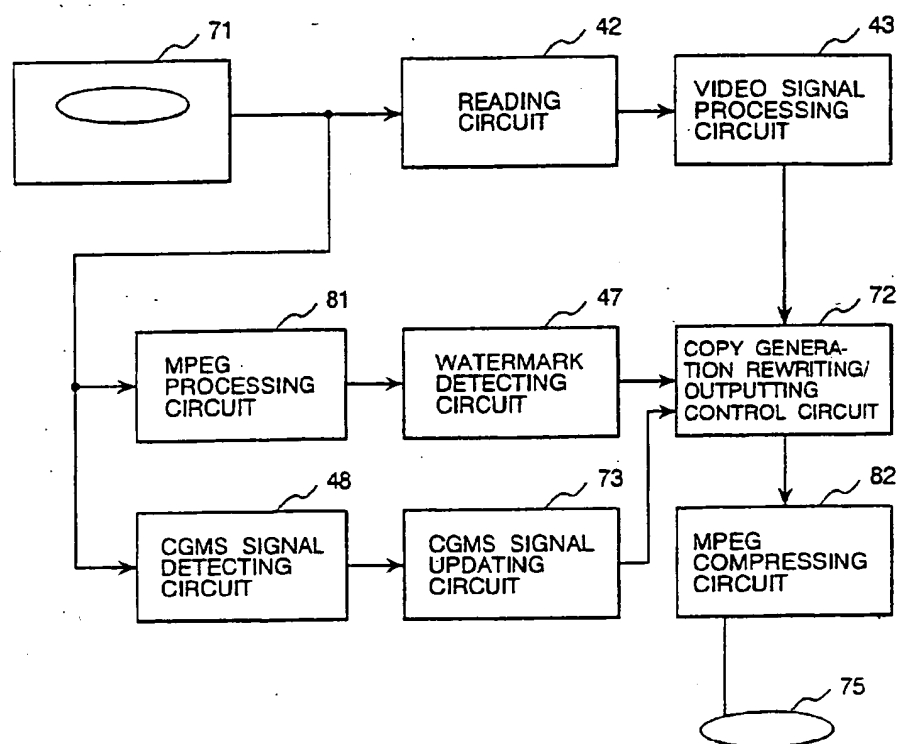 71
42
43
READING
CIRCUIT
VIDEO SIGNAL
PROCESSING
CIRCUIT
81
47
72
MPEG
PROCESSING
CIRCUIT
WATERMARK
DETECTING
CIRCUIT
COPY GENERA-
TION REWRITING/
OUTPUTTING
CONTROL CIRCUIT
48
73
82
CGMS SIGNAL
DETECTING
CIRCUIT
CGMS SIGNAL
UPDATING
CIRCUIT
MPEG
COMPRESSING
CIRCUIT
75